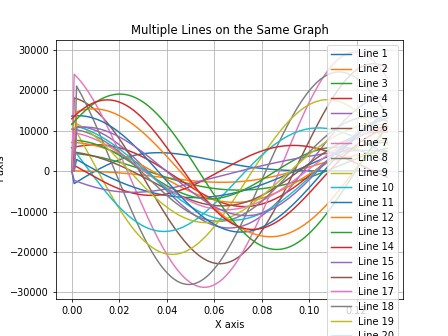 Multiple Lines on the Same Graph
30000
20000
10000
0
−10000
−20000
−30000
0.00 0.02 0.04 0.06 0.08 0.10
X axis
axis
Line 1
Line 2
Line 3
Line 4
Line 5
Line 6
Line 7
Line 8
Line 9
Line 10
Line 11
Line 12
Line 13
Line 14
Line 15
Line 16
Line 17
Line 18
Line 19
Line 20